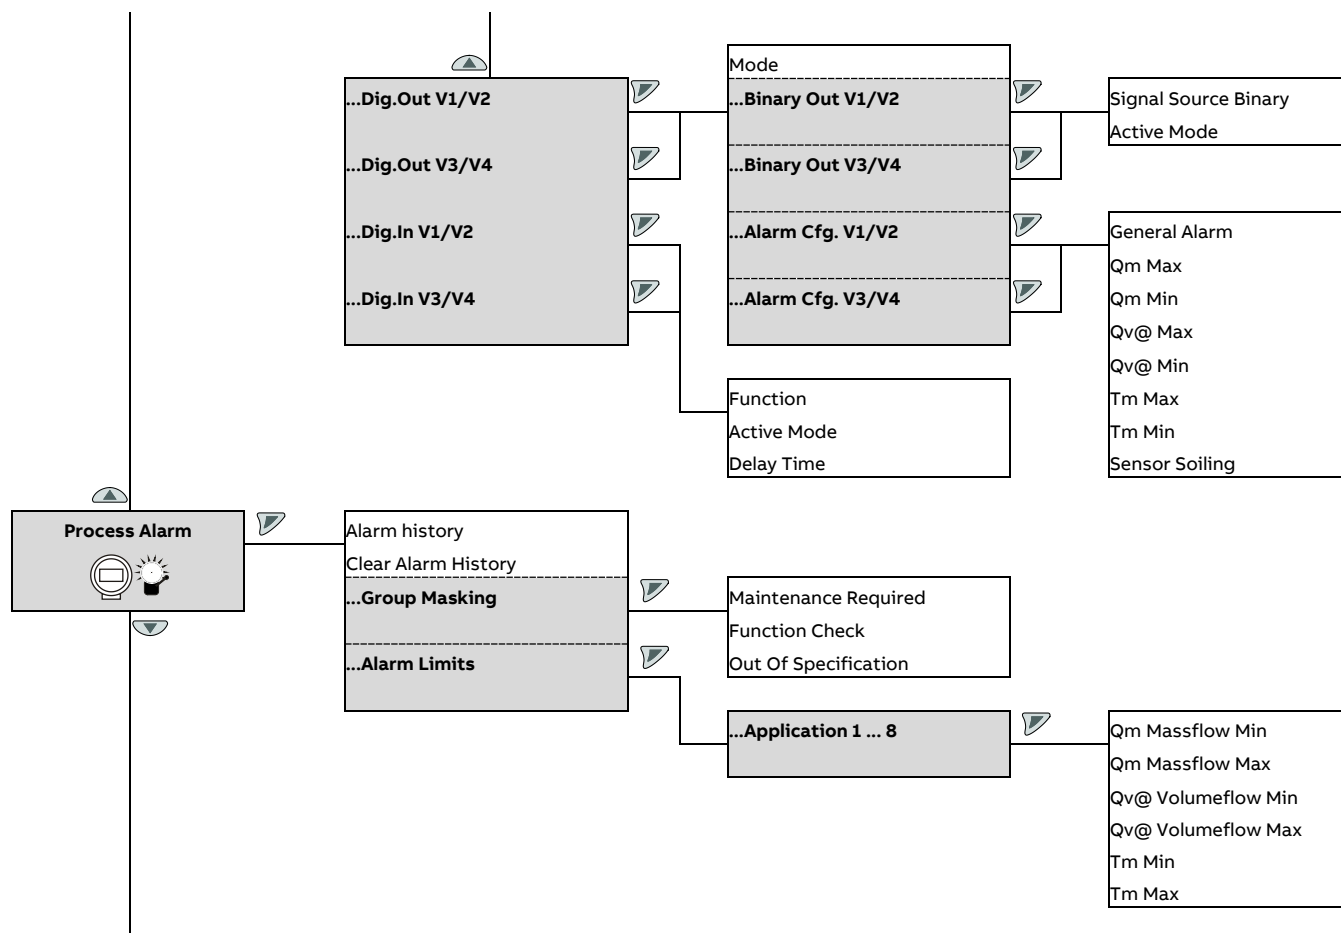 ...Dig.Out V1/V2
...Dig.Out V3/V4
...Dig.In V1/V2
...Dig.In V3/V4
Mode
...Binary Out V1/V2
...Binary Out V3/V4
...Alarm Cfg. V1/V2
...Alarm Cfg. V3/V4
Signal Source Binary
Active Mode
General Alarm
Qm Max
Qm Min
Qv@ Max
Qv@ Min
Tm Max
Tm Min
Sensor Soiling
Function
Active Mode
Delay Time
Process Alarm
Alarm history
Clear Alarm History
...Group Masking
...Alarm Limits
Maintenance Required
Function Check
Out Of Specification
...Application 1 ... 8
Qm Massflow Min
Qm Massflow Max
Qv@ Volumeflow Min
Qv@ Volumeflow Max
Tm Min
Tm Max